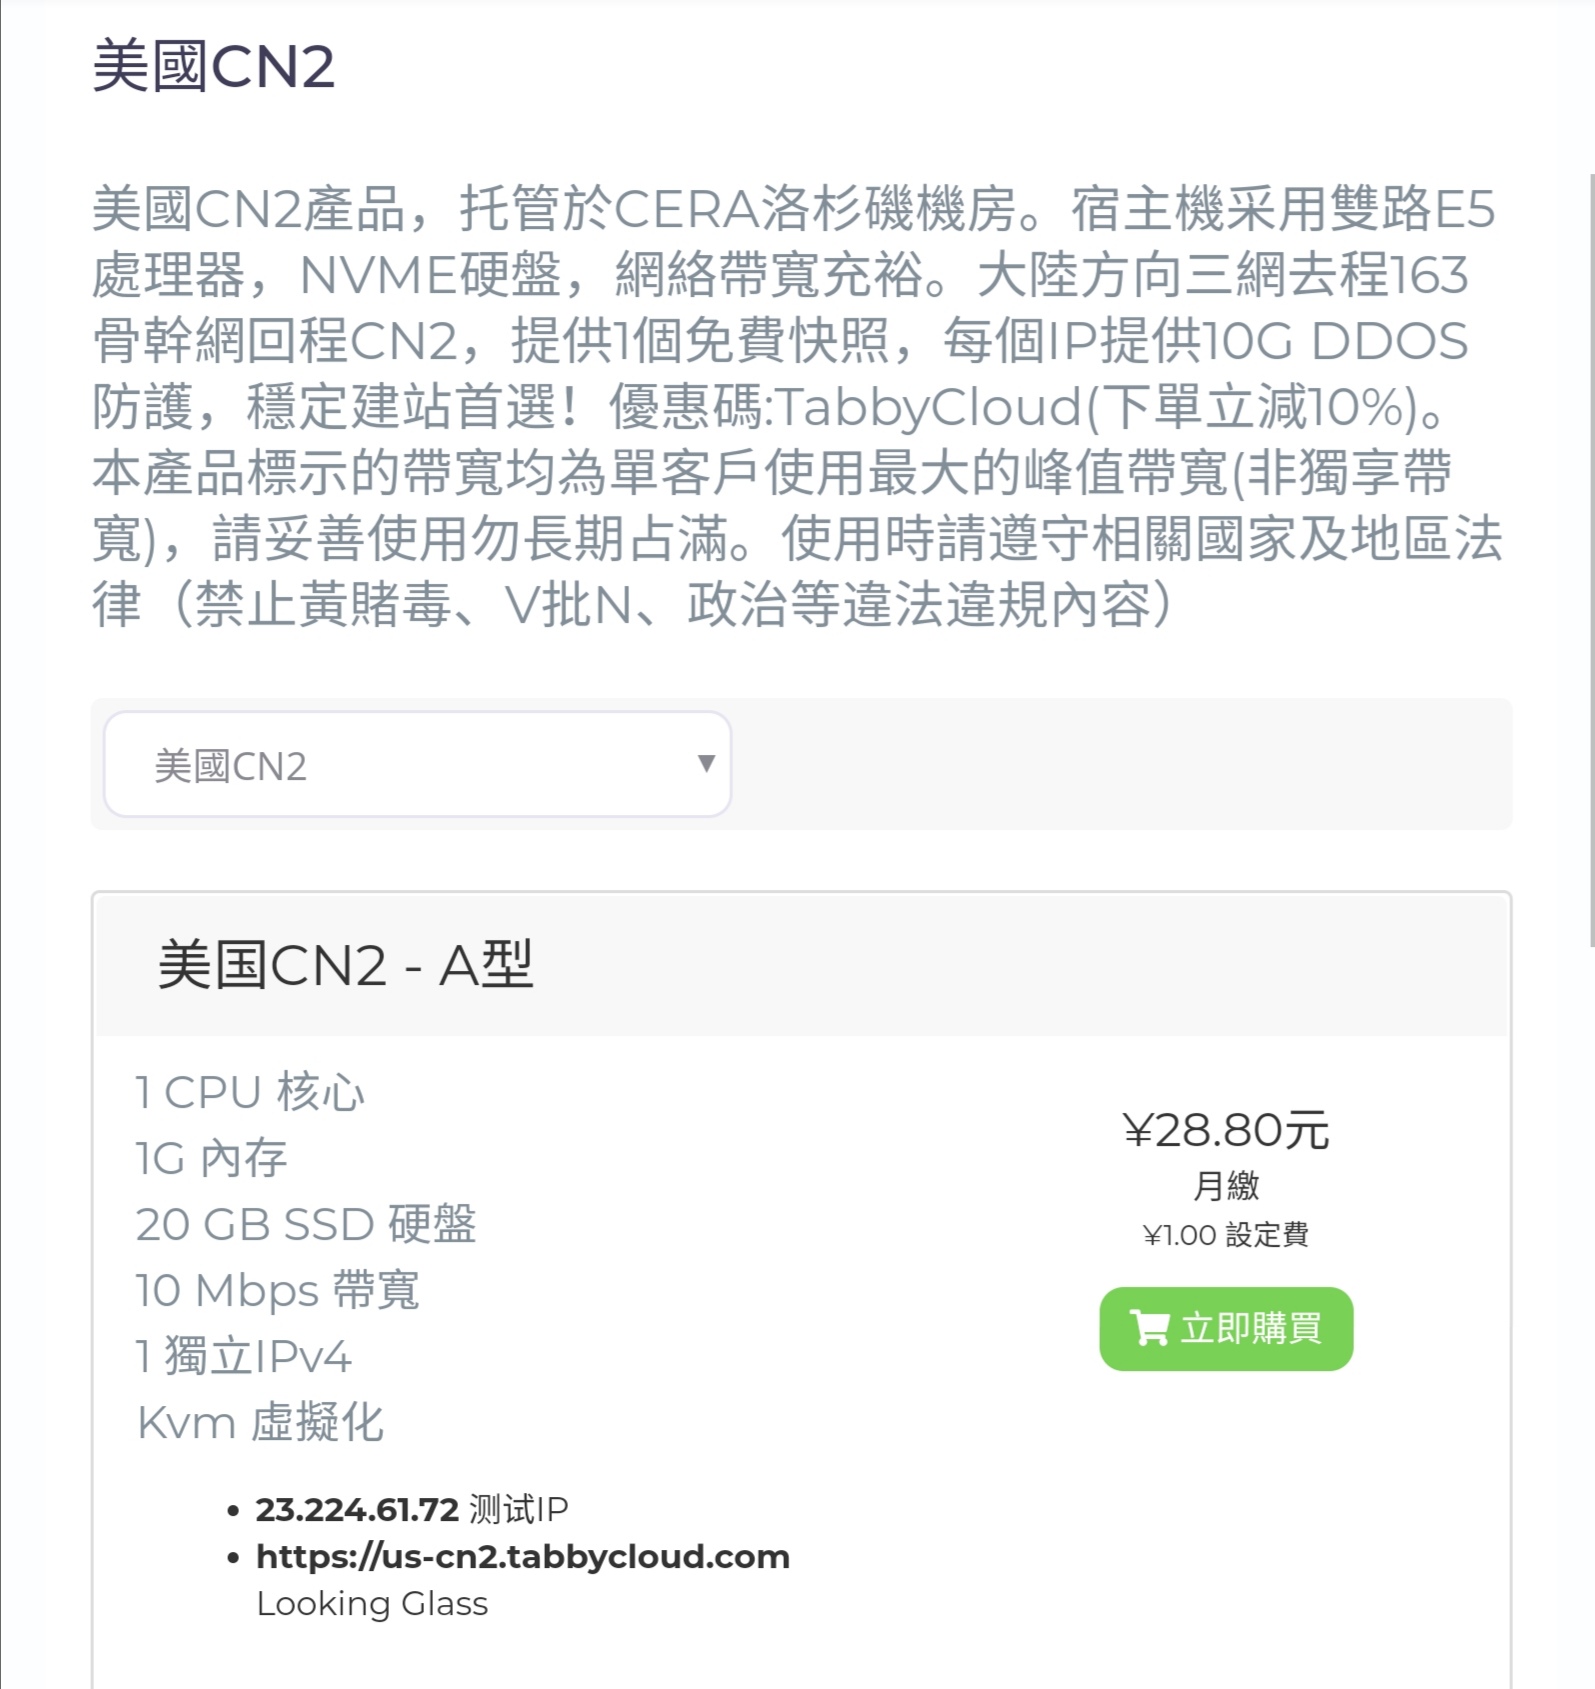 美國CN2
美國CN2產品，托管於CERA洛杉磯機房。宿主機采用雙路E5
處理器，NVME硬盤，網絡帶寬充裕。大陸方向三網去程163
骨幹網回程CN2，提供1個免費快照，每個IP提供10G DDOS
防護，穩定建站首選！優惠碼:TabbyCloud(下單立減10%)。
本產品標示的帶寬均為單客戶使用最大的峰值帶寬(非獨享帶
寬)，請妥善使用勿長期占滿。使用時請遵守相關國家及地區法
律（禁止黃賭毒、V批N、政治等違法違規內容）
美國CN2
美国CN2 - A型
1 CPU 核心
1G 內存
20 GB SSD 硬盤
10 Mbps 帶寬
1 獨立IPv4
Kvm 虛擬化
¥28.80元
月繳
¥1.00 設定費
立即購買
23.224.61.72 测试IP
https://us-cn2.tabbycloud.com
Looking Glass